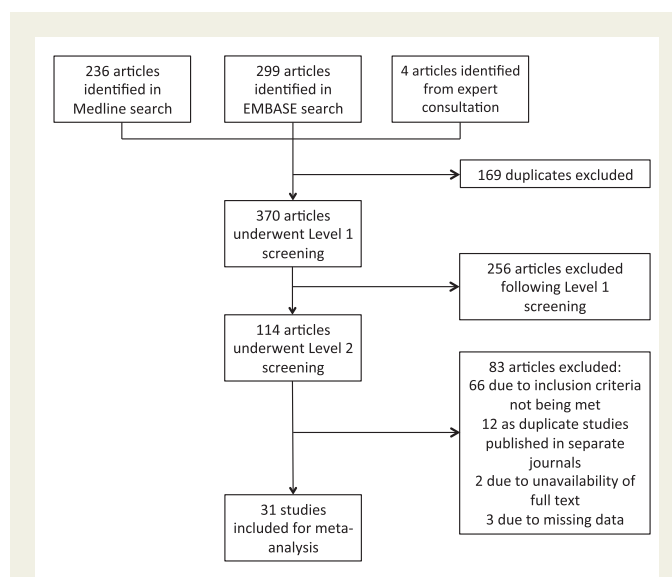 236 articles
identified in
Medline search
299 articles
identified in
EMBASE search
4 articles identified
from expert
consultation
169 duplicates excluded
370 articles
underwent Level 1
screening
256 articles excluded
following Level 1
screening
114 articles
underwent Level 2
screening
83 articles excluded:
66 due to inclusion criteria
not being met
12 as duplicate studies
published in separate
journals
2 due to unavailability of
full text
3 due to missing data
31 studies
included for meta-
analysis